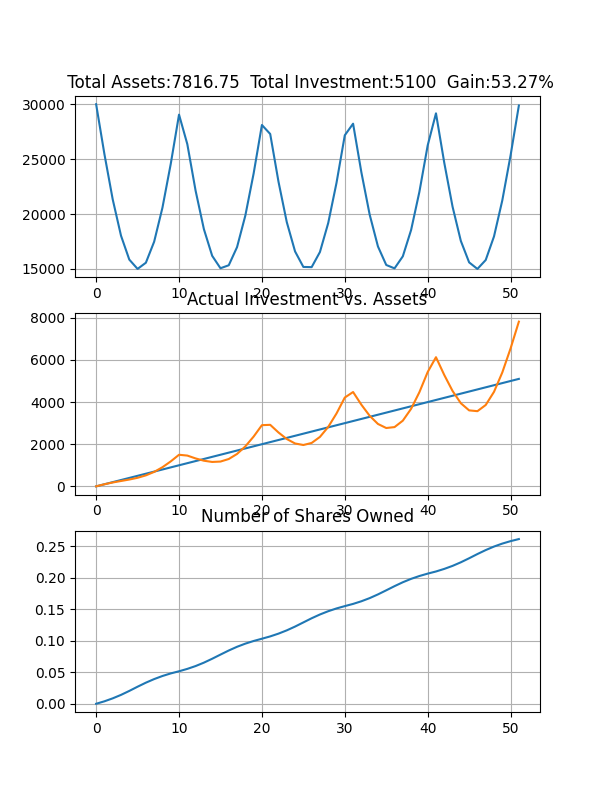 Total Assets:7816.75  Total Investment:5100  Gain:53.27%
30000
25000
20000
15000
0 10 20 30 40 50
Actual Investment vs. Assets
8000
6000
4000
2000
0
0 10 20 30 40 50
Number of Shares Owned
0.25
0.20
0.15
0.10
0.05
0.00
0 10 20 30 40 50